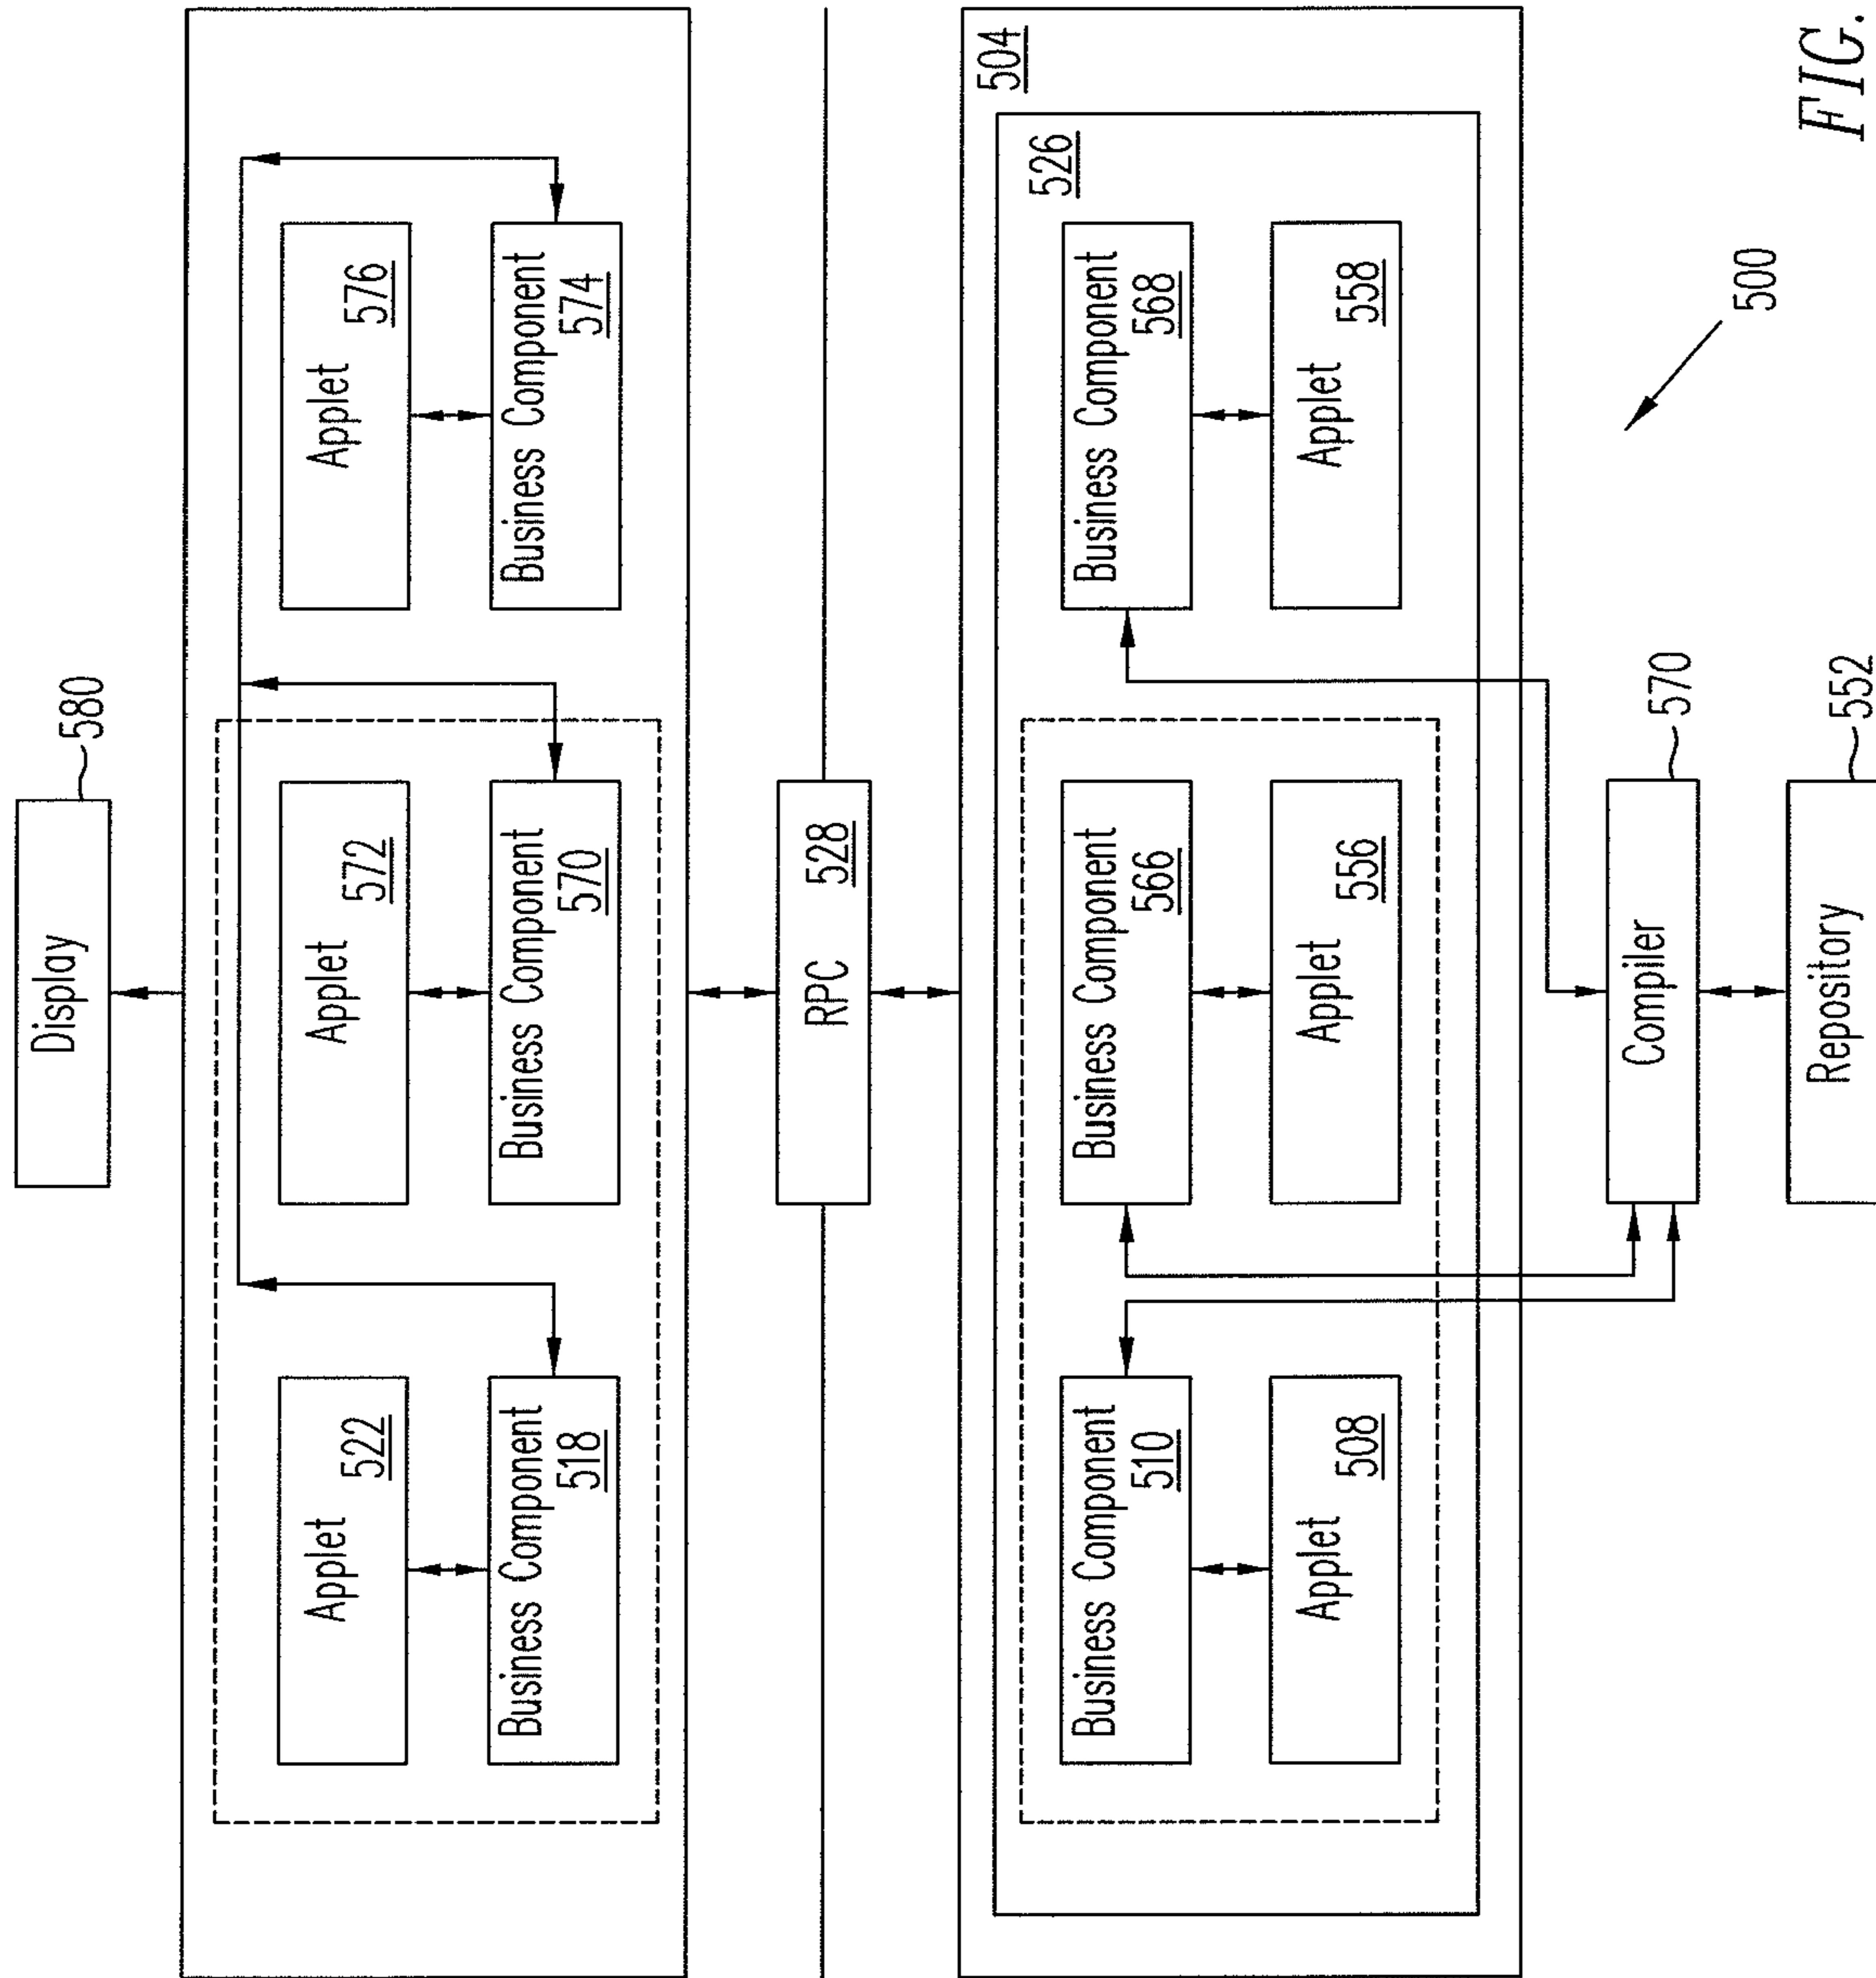 Display
580
Applet
522
Applet
572
Applet
576
Business Component
518
Business Component
570
Business Component
574
RPC
528
504
526
Business Component
510
Business Component
566
Business Component
568
Applet
508
Applet
556
Applet
558
Compiler
570
500
Repository
552
FIG.